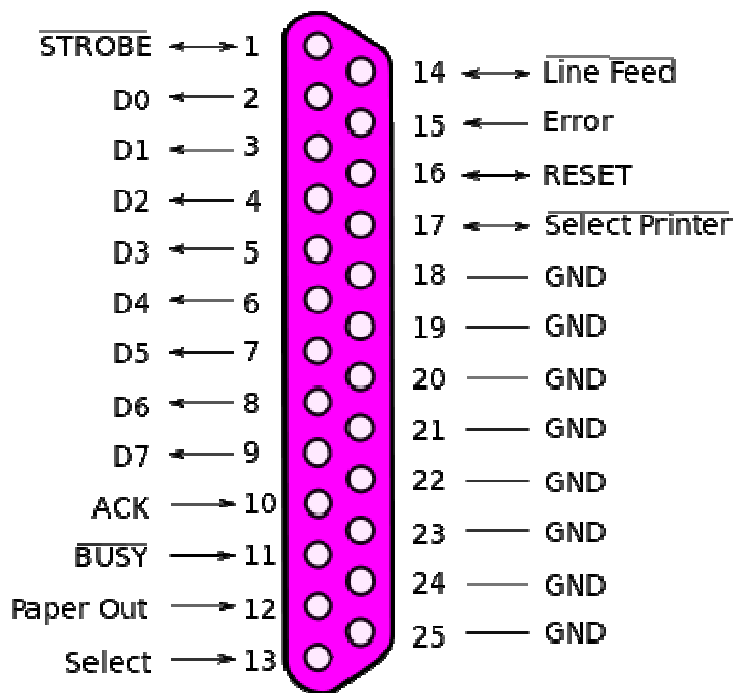 STROBE 1
14 Line Feed
D0 2
15 Error
D1 3
16 RESET
D2 4
17 Select Printer
D3 5
18 GND
D4 6
19 GND
D5 7
20 GND
D6 8
21 GND
D7 9
22 GND
ACK 10
23 GND
BUSY 11
24 GND
Paper Out 12
25 GND
Select 13